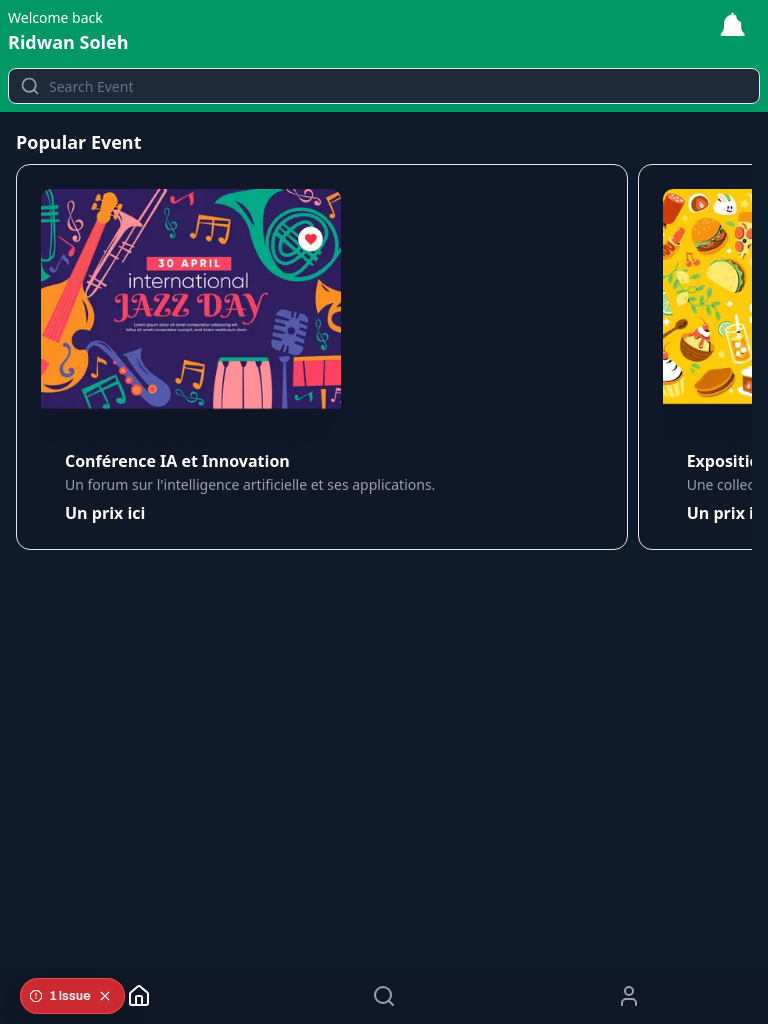 Welcome back
Ridwan Soleh
Search Event
Popular Event
30 APRIL
international
JAZZ DAY
Lorem ipsum dolor sit amet consectetur adipiscing elit,
Conférence IA et Innovation
Un forum sur l'intelligence artificielle et ses applications.
Un prix ici
Expositi
Une collec
Un prix i
1 Issue